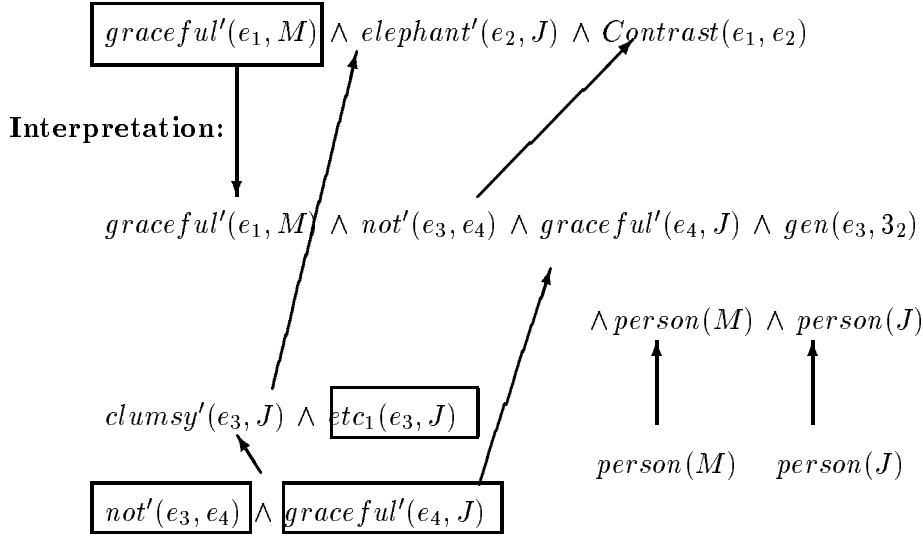 graceful′(e₁, M) ∧ elephant′(e₂, J) ∧ Contrast(e₁, e₂)
Interpretation:
graceful′(e₁, M) ∧ not′(e₃, e₄) ∧ graceful′(e₄, J) ∧ gen(e₃, 3₂)
∧ person(M) ∧ person(J)
clumsy′(e₃, J) ∧ etc₁(e₃, J)
person(M) person(J)
not′(e₃, e₄) ∧ graceful′(e₄, J)